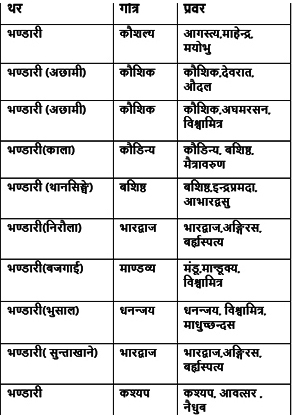 थर गोत्र प्रवर
भण्डारी कौशल्य आगस्त्य,माहेन्द्र,
मयोभु
भण्डारी (अछामी) कौशिक कौशिक,देवरात,
औदल
भण्डारी (अछामी) कौशिक कौशिक,अघमरसन,
विश्वामित्र
भण्डारी(काला) कौडिन्य कौडिन्य, बशिष्ठ,
मैत्रावरुण
भण्डारी (थानसिङ्घे) बशिष्ठ बशिष्ठ,इन्द्रप्रमदा,
आभारद्वसु
भण्डारी(निरौला) भारद्वाज भारद्वाज,अङ्गिरस,
बर्हस्पत्य
भण्डारी(बजगाई) माण्डव्य मंडू,माण्डूक्य,
विश्वामित्र
भण्डारी(भुसाल) धनन्जय धनन्जय, विश्वामित्र,
माधुच्छन्दस
भण्डारी( सुन्ताखाने) भारद्वाज भारद्वाज,अङ्गिरस,
बर्हस्पत्य
भण्डारी कश्यप कश्यप, आवत्सर ,
नैधुब